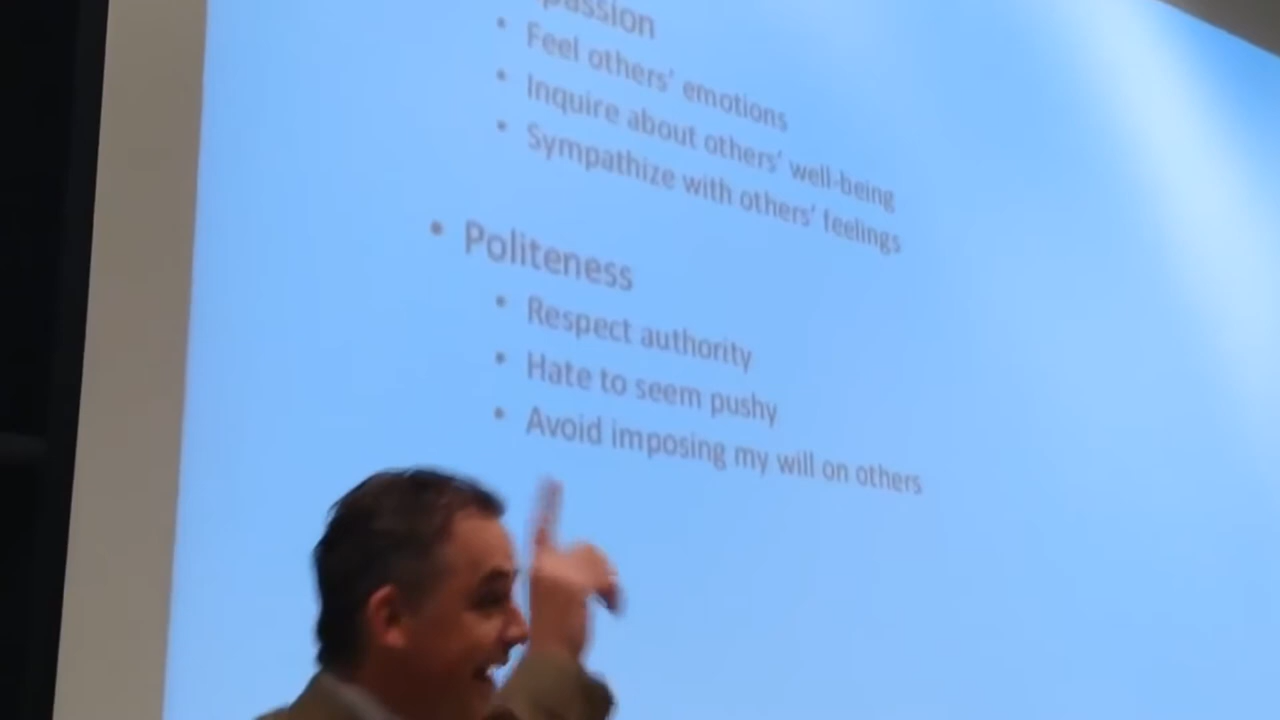 passion
• Feel others' emotions
• Inquire about others' well-being
• Sympathize with others' feelings
• Politeness
• Respect authority
• Hate to seem pushy
• Avoid imposing my will on others